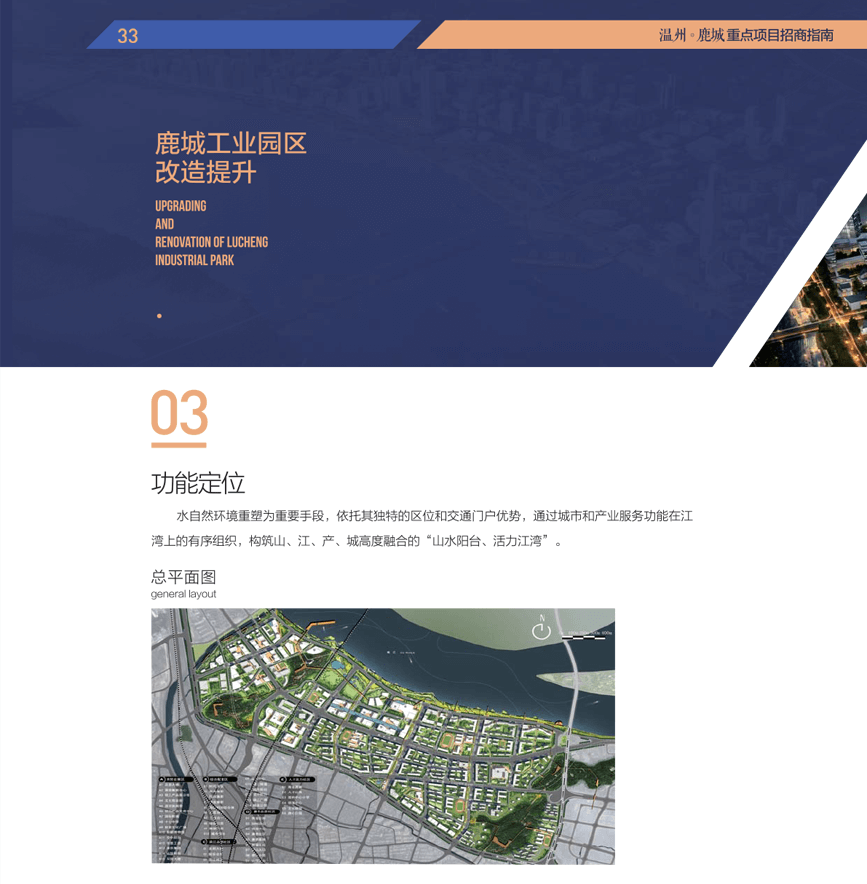 33
温州·鹿城重点项目招商指南
鹿城工业园区
改造提升
UPGRADING
AND
RENOVATION OF LUCHENG
INDUSTRIAL PARK
03
功能定位
水自然环境重塑为重要手段，依托其独特的区位和交通门户优势，通过城市和产业服务功能在江
湾上的有序组织，构筑山、江、产、城高度融合的“山水阳台、活力江湾”。
总平面图
general layout
N